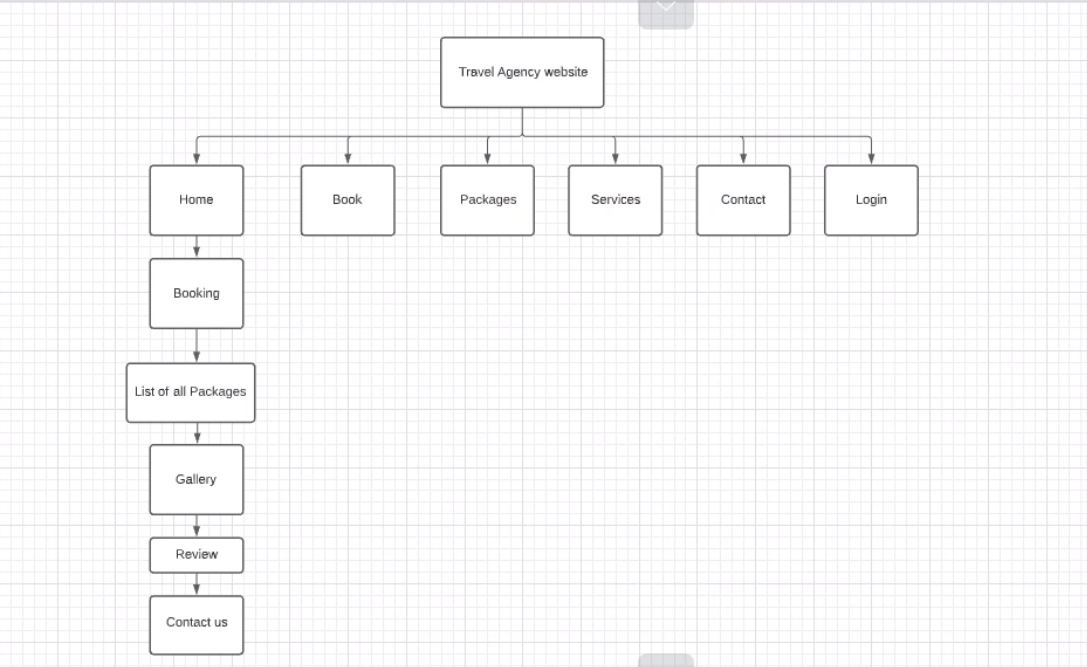 Travel Agency website
Home
Book
Packages
Services
Contact
Login
Booking
List of all Packages
Gallery
Review
Contact us